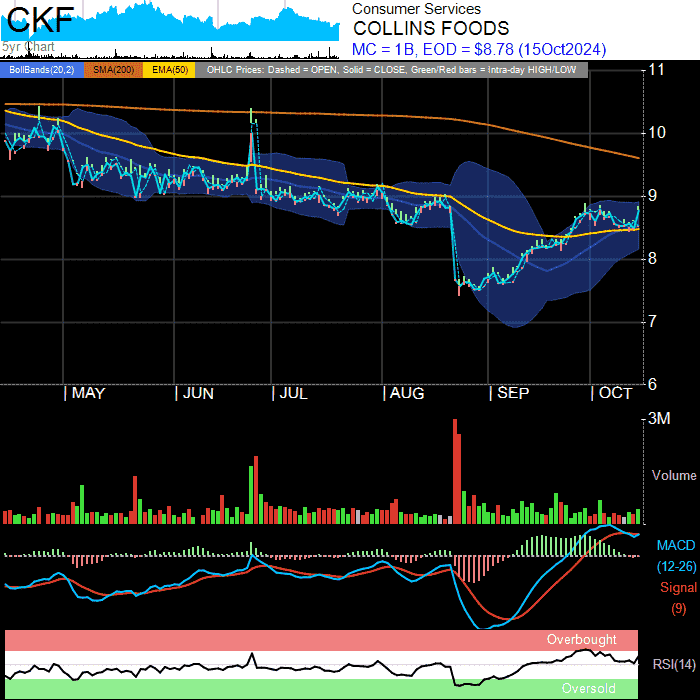 CKF
Consumer Services
COLLINS FOODS
5yr Chart
MC = 1B, EOD = $8.78 (15Oct2024)
BollBands(20,2) SMA(200) EMA(50) OHLC Prices: Dashed = OPEN, Solid = CLOSE, Green/Red bars = Intra-day HIGH/LOW
11
10
9
8
7
6
| MAY | JUN | JUL | AUG | SEP | OCT
3M
Volume
MACD
(12-26)
Signal
(9)
Overbought
RSI(14)
Oversold